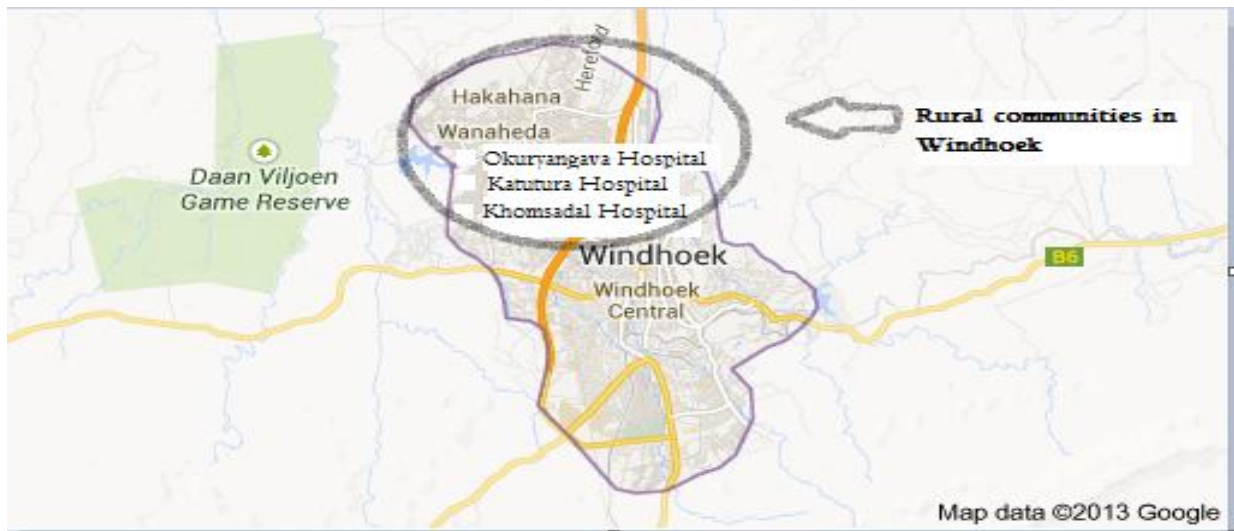 Hereford
Hakahana
Wanaheda
Okuryangava Hospital
Katutura Hospital
Khomsadal Hospital
Rural communities in
Windhoek
Daan Viljoen
Game Reserve
Windhoek
B6
Windhoek
Central
Map data ©2013 Google